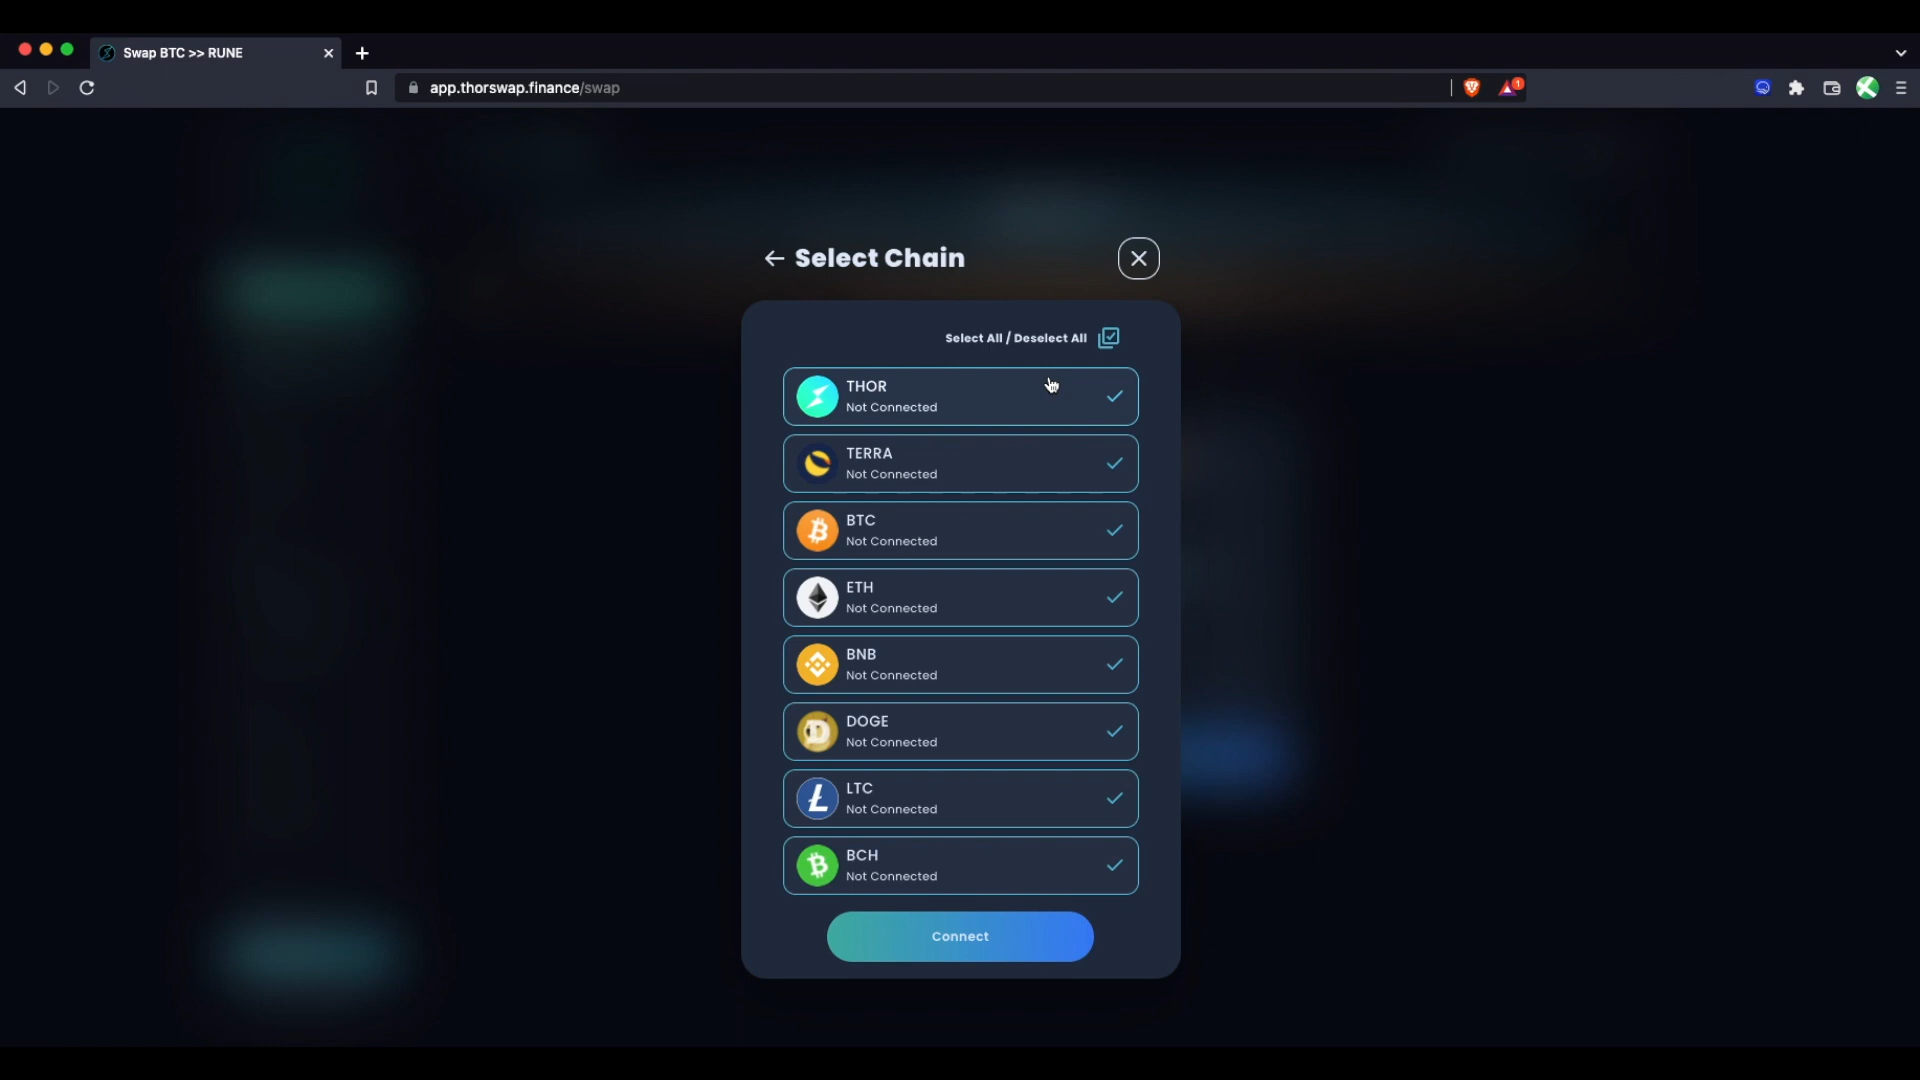 Swap BTC >> RUNE
app.thorswap.finance/swap
1
Select Chain
Select All / Deselect All
THOR
Not Connected
TERRA
Not Connected
BTC
Not Connected
ETH
Not Connected
BNB
Not Connected
DOGE
Not Connected
LTC
Not Connected
BCH
Not Connected
Connect